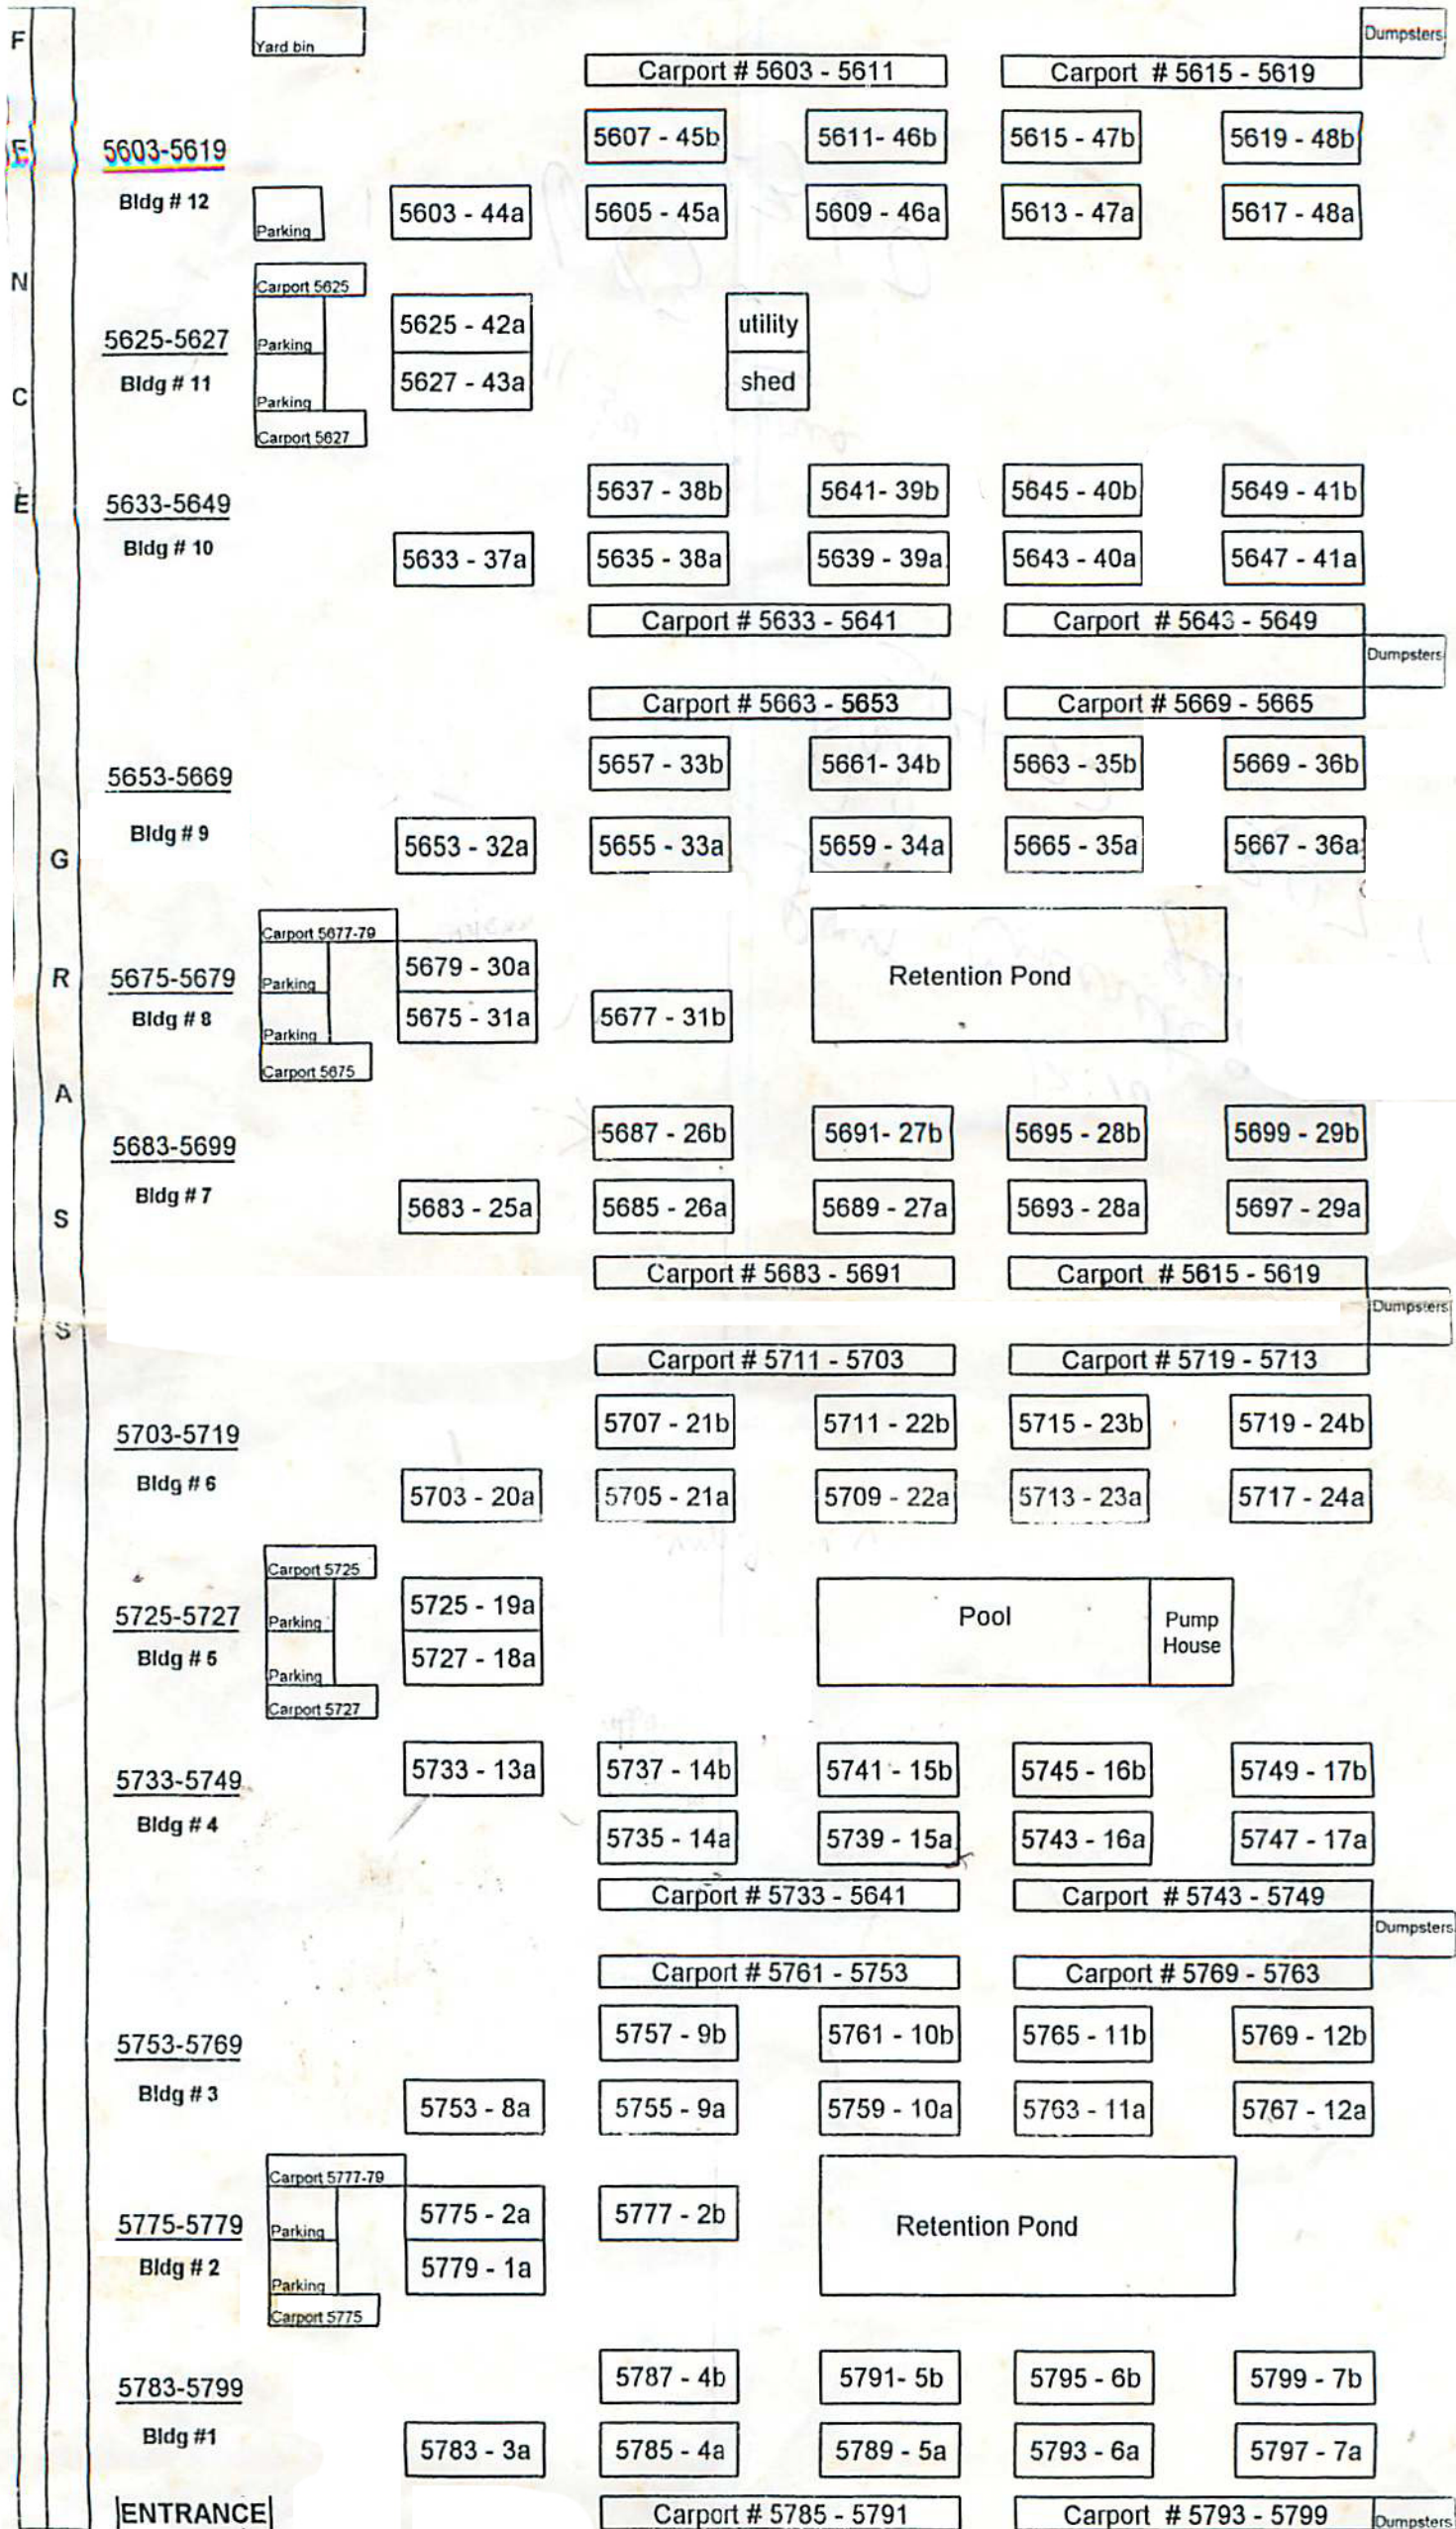 F
E
N
C
E
G
R
A
S
S
Yard bin
Dumpsters
Carport # 5603 - 5611
Carport # 5615 - 5619
5603-5619
Bldg # 12
5607 - 45b
5611- 46b
5615 - 47b
5619 - 48b
Parking
5603 - 44a
5605 - 45a
5609 - 46a
5613 - 47a
5617 - 48a
Carport 5625
5625-5627
Bldg # 11
Parking
5625 - 42a
utility
Parking
5627 - 43a
shed
Carport 5627
5633-5649
Bldg # 10
5637 - 38b
5641- 39b
5645 - 40b
5649 - 41b
5633 - 37a
5635 - 38a
5639 - 39a
5643 - 40a
5647 - 41a
Carport # 5633 - 5641
Carport # 5643 - 5649
Dumpsters
Carport # 5663 - 5653
Carport # 5669 - 5665
5653-5669
Bldg # 9
5657 - 33b
5661- 34b
5663 - 35b
5669 - 36b
5653 - 32a
5655 - 33a
5659 - 34a
5665 - 35a
5667 - 36a
Carport 5677-79
5675-5679
Bldg # 8
Parking
5679 - 30a
Retention Pond
Parking
5675 - 31a
5677 - 31b
Carport 5675
5683-5699
Bldg # 7
5687 - 26b
5691- 27b
5695 - 28b
5699 - 29b
5683 - 25a
5685 - 26a
5689 - 27a
5693 - 28a
5697 - 29a
Carport # 5683 - 5691
Carport # 5615 - 5619
Dumpsters
Carport # 5711 - 5703
Carport # 5719 - 5713
5703-5719
Bldg # 6
5707 - 21b
5711 - 22b
5715 - 23b
5719 - 24b
5703 - 20a
5705 - 21a
5709 - 22a
5713 - 23a
5717 - 24a
Carport 5725
5725-5727
Bldg # 5
Parking
5725 - 19a
Pool
Pump
House
Parking
5727 - 18a
Carport 5727
5733-5749
Bldg # 4
5733 - 13a
5737 - 14b
5741 - 15b
5745 - 16b
5749 - 17b
5735 - 14a
5739 - 15a
5743 - 16a
5747 - 17a
Carport # 5733 - 5641
Carport # 5743 - 5749
Dumpsters
Carport # 5761 - 5753
Carport # 5769 - 5763
5753-5769
Bldg # 3
5757 - 9b
5761 - 10b
5765 - 11b
5769 - 12b
5753 - 8a
5755 - 9a
5759 - 10a
5763 - 11a
5767 - 12a
Carport 5777-79
5775-5779
Bldg # 2
Parking
5775 - 2a
5777 - 2b
Retention Pond
Parking
5779 - 1a
Carport 5775
5783-5799
Bldg #1
5787 - 4b
5791- 5b
5795 - 6b
5799 - 7b
5783 - 3a
5785 - 4a
5789 - 5a
5793 - 6a
5797 - 7a
ENTRANCE
Carport # 5785 - 5791
Carport # 5793 - 5799
Dumpsters